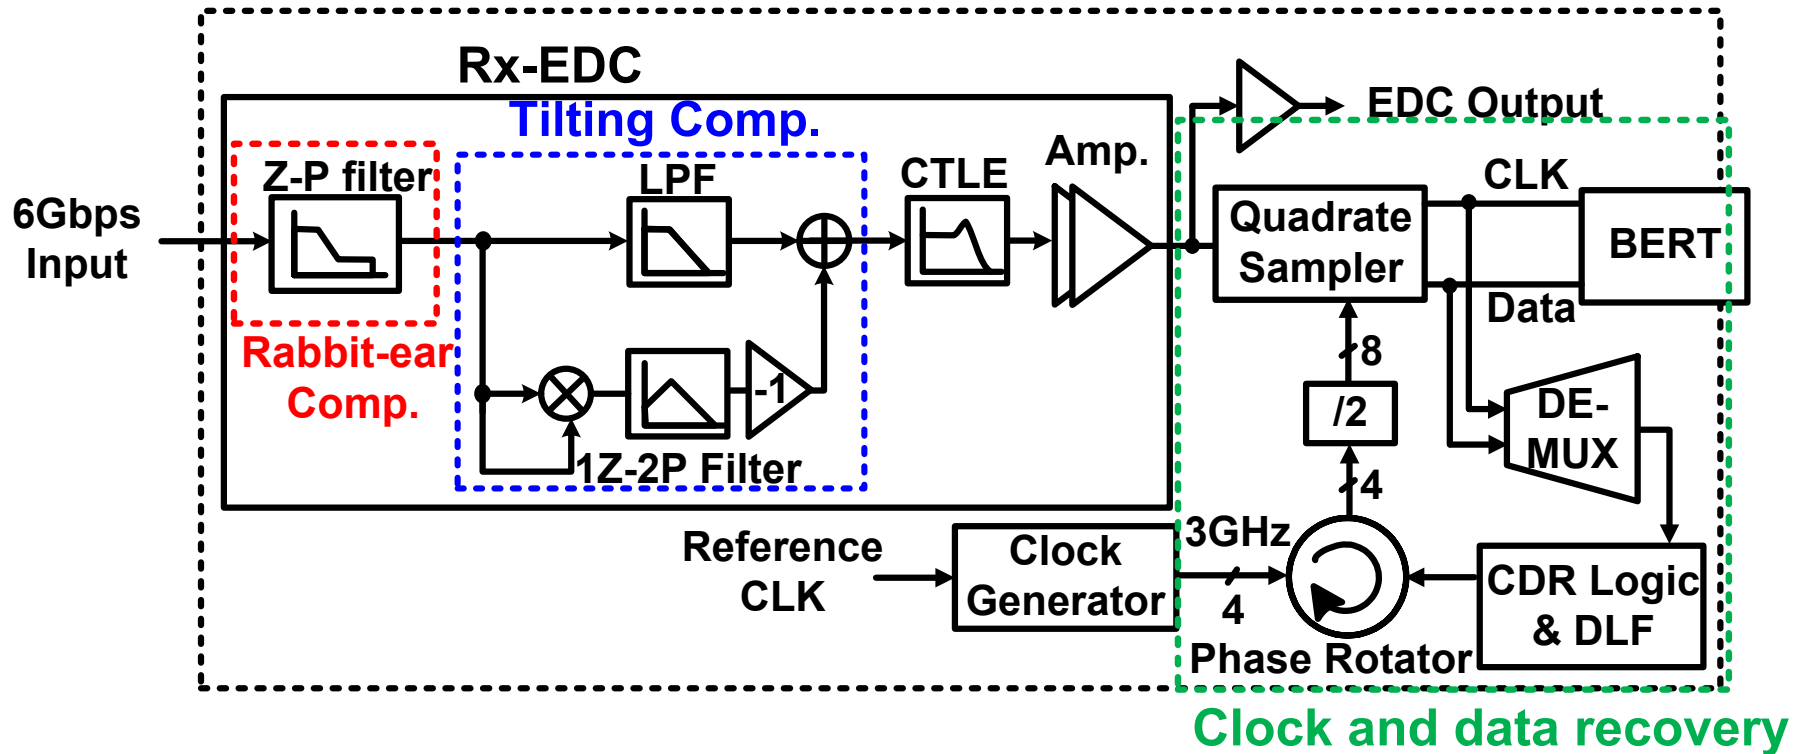 Rx-EDC
Tilting Comp.
EDC Output
Amp.
Z-P filter
LPF
CTLE
CLK
6Gbps
Input
Quadrate
Sampler
BERT
Data
Rabbit-ear
Comp.
8
-1
/2
DE-
MUX
1Z-2P Filter
4
Reference
CLK
Clock
Generator
3GHz
4
CDR Logic
& DLF
Phase Rotator
Clock and data recovery